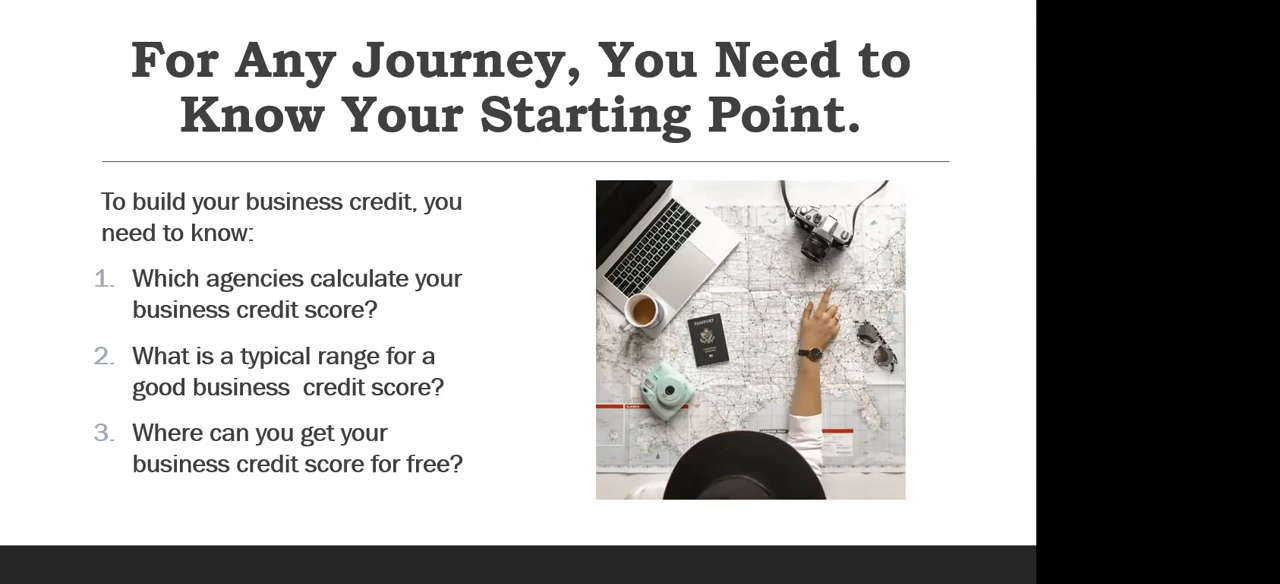 For Any Journey, You Need to
Know Your Starting Point.
To build your business credit, you
need to know:
1. Which agencies calculate your
business credit score?
2. What is a typical range for a
good business  credit score?
3. Where can you get your
business credit score for free?
PASSPORT